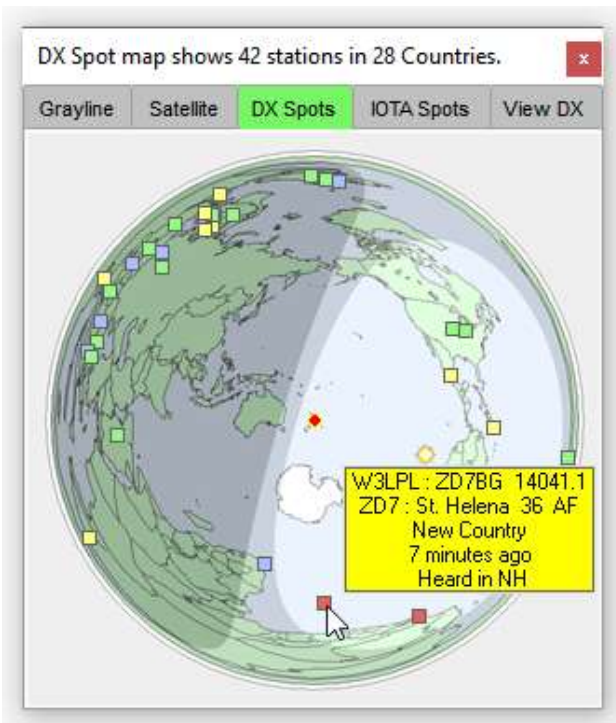 DX Spot map shows 42 stations in 28 Countries.
x
Grayline Satellite DX Spots IOTA Spots View DX
W3LPL : ZD7BG 14041.1
ZD7 : St. Helena 36 AF
New Country
7 minutes ago
Heard in NH